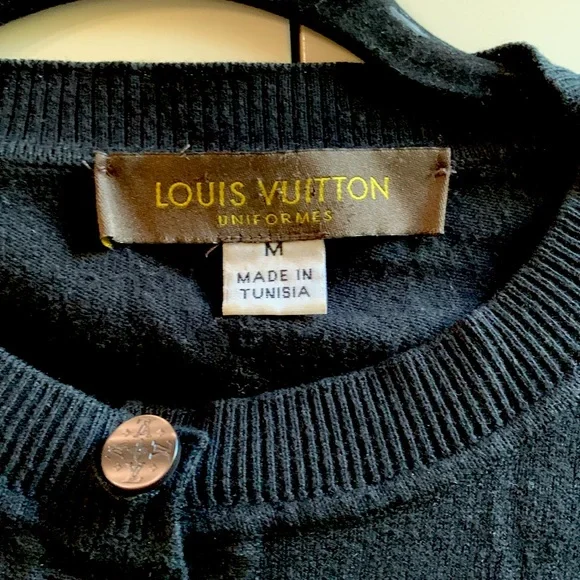 LOUIS VUITTON
UNIFORMES
M
MADE IN
TUNISIA